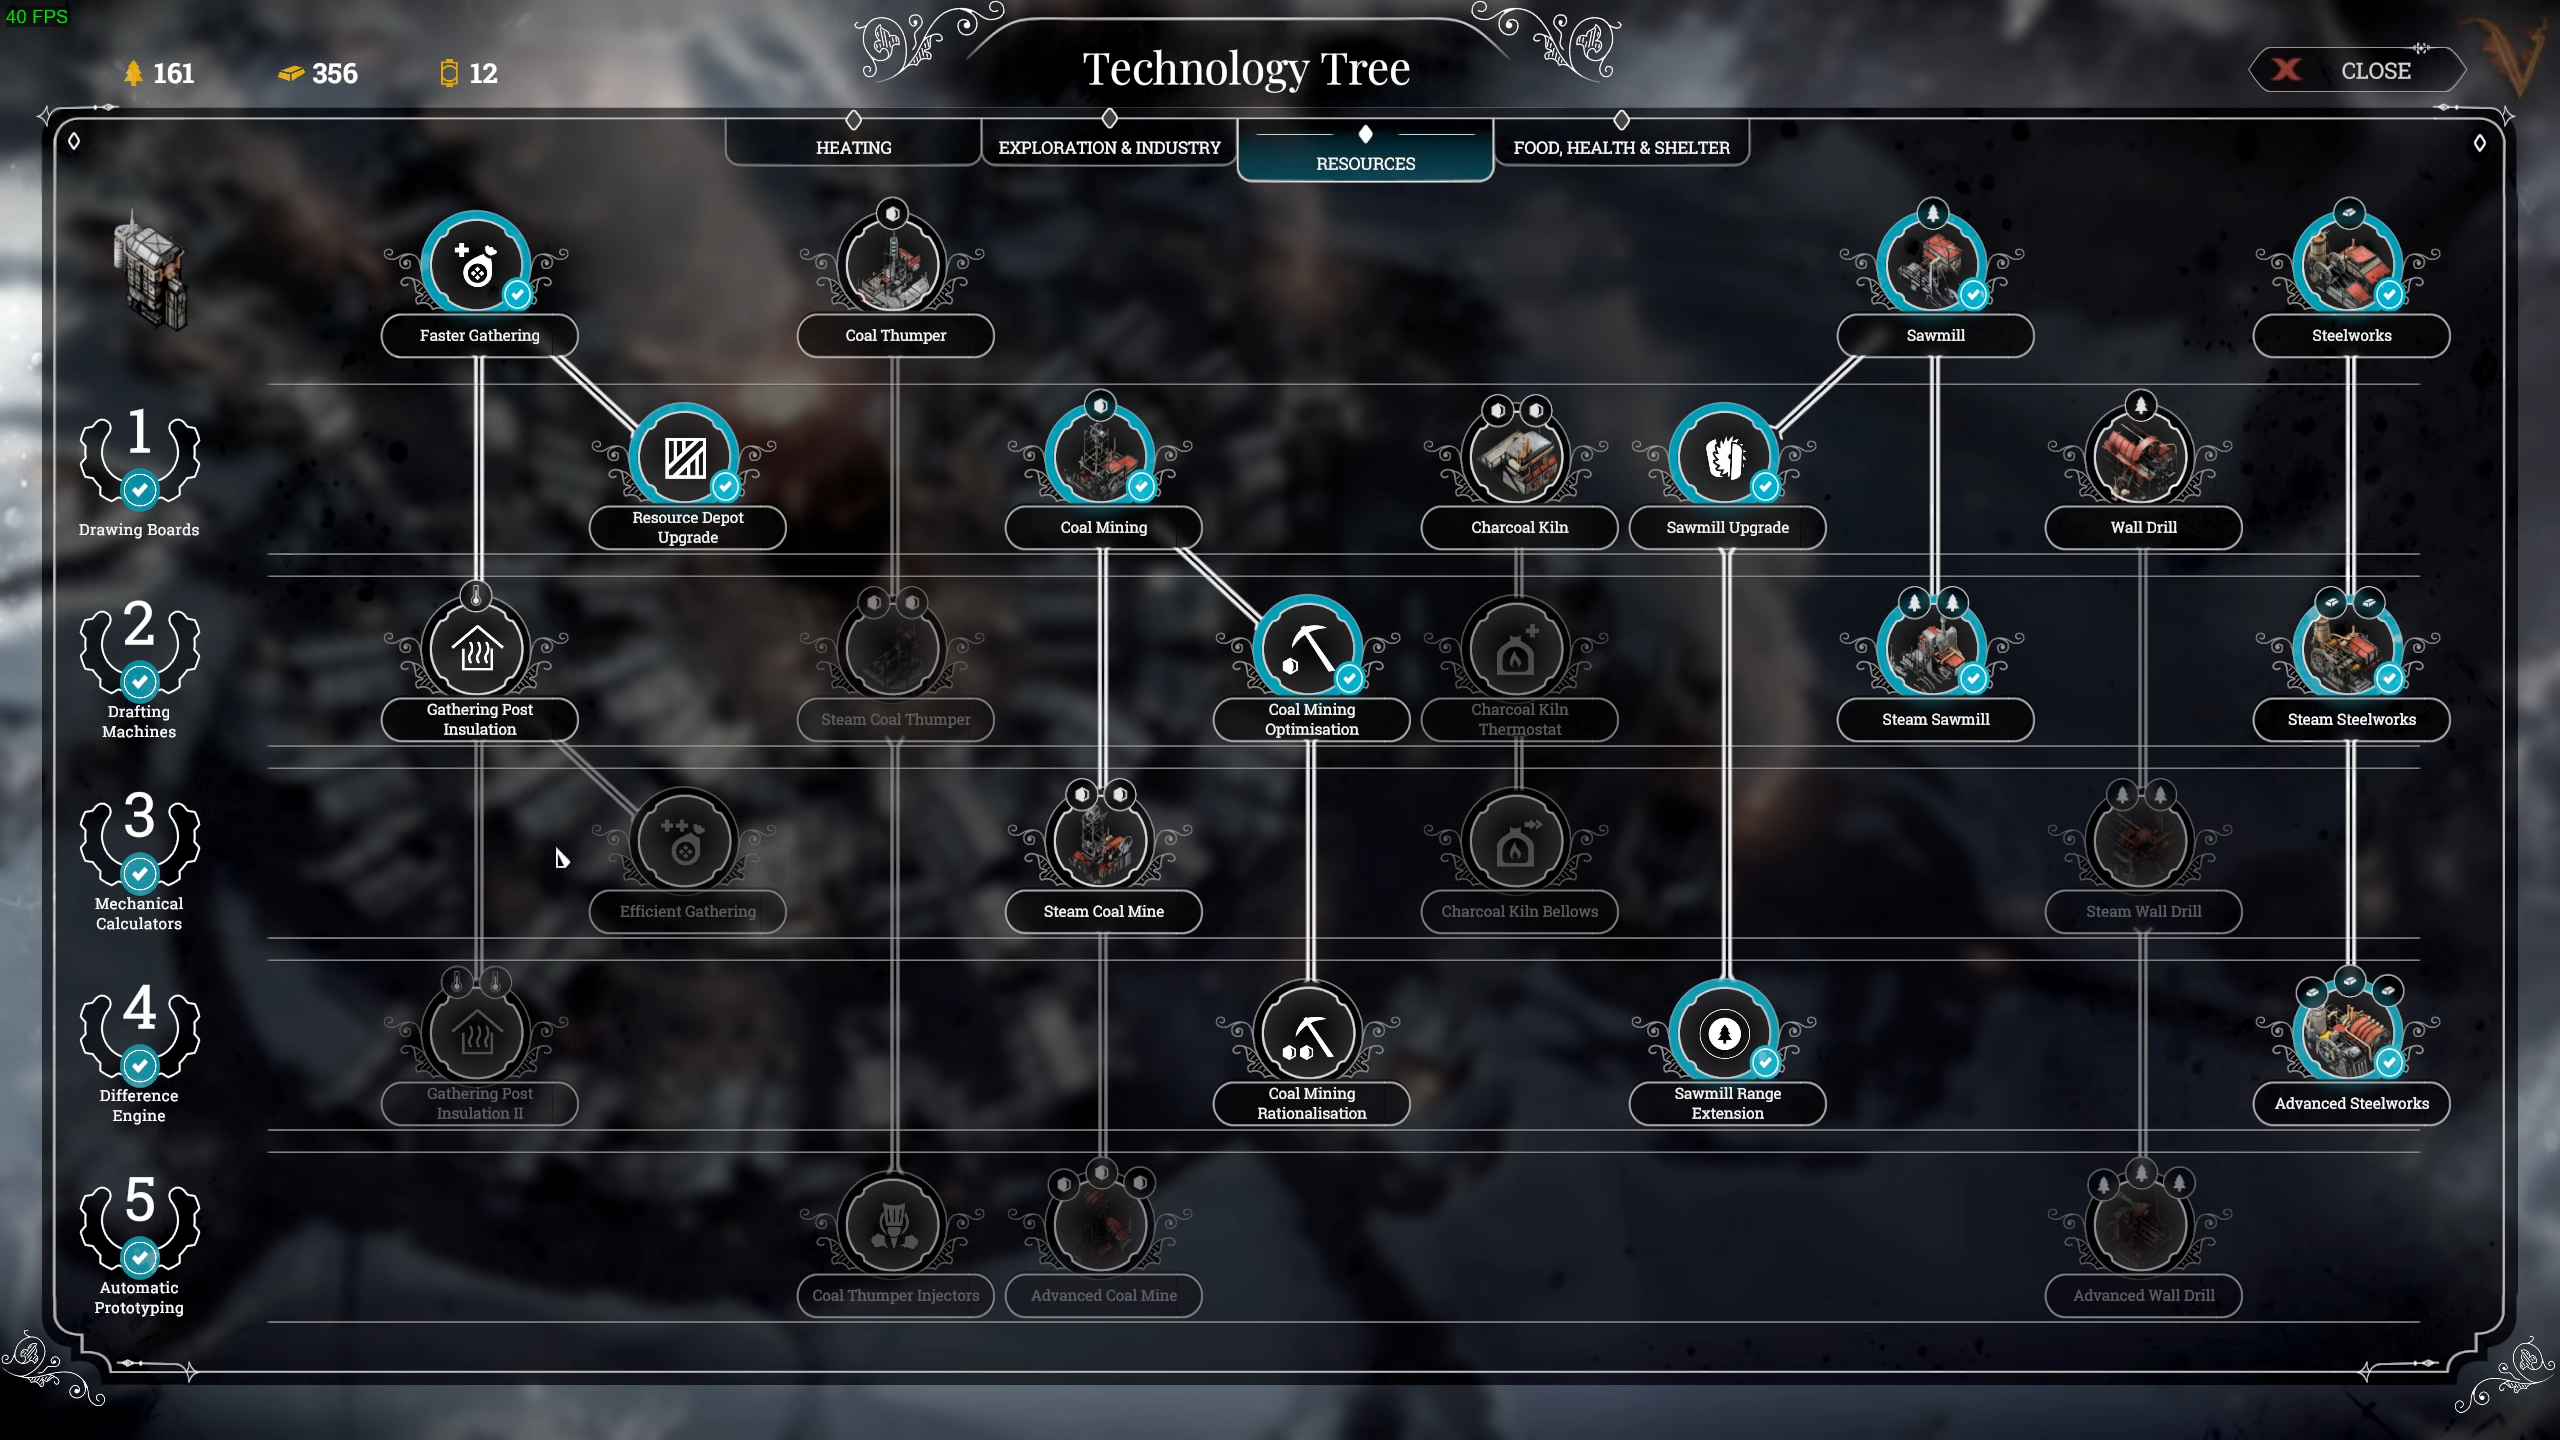 40 FPS
161
356
12
Technology Tree
CLOSE
HEATING
EXPLORATION & INDUSTRY
RESOURCES
FOOD, HEALTH & SHELTER
Faster Gathering
Coal Thumper
Sawmill
Steelworks
1
Drawing Boards
Resource Depot
Upgrade
Coal Mining
Charcoal Kiln
Sawmill Upgrade
Wall Drill
2
Drafting
Machines
Gathering Post
Insulation
Steam Coal Thumper
Coal Mining
Optimisation
Charcoal Kiln
Thermostat
Steam Sawmill
Steam Steelworks
3
Mechanical
Calculators
Efficient Gathering
Steam Coal Mine
Charcoal Kiln Bellows
Steam Wall Drill
4
Difference
Engine
Gathering Post
Insulation II
Coal Mining
Rationalisation
Sawmill Range
Extension
Advanced Steelworks
5
Automatic
Prototyping
Coal Thumper Injectors
Advanced Coal Mine
Advanced Wall Drill